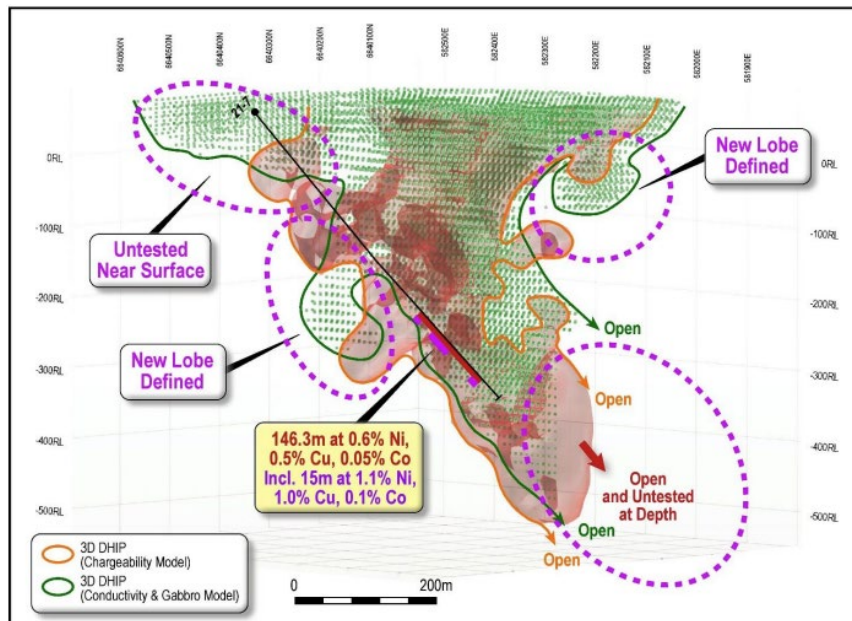 6640600N
6640500N
6640400N
6640300N
6640200N
6640100N
582500E
582400E
582300E
582200E
582100E
582000E
581900E
21-7
0RL
0RL
New Lobe
Defined
-100RL
-100RL
Untested
Near Surface
-200RL
-200RL
Open
New Lobe
Defined
-300RL
-300RL
Open
146.3m at 0.6% Ni,
0.5% Cu, 0.05% Co
Incl. 15m at 1.1% Ni,
1.0% Cu, 0.1% Co
-400RL
-400RL
Open
and Untested
at Depth
-500RL
-500RL
Open
Open
3D DHIP
(Chargeability Model)
3D DHIP
(Conductivity & Gabbro Model)
0
200m